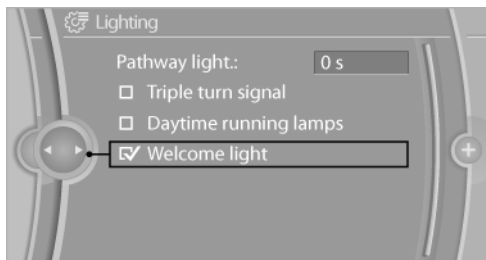 Lighting
Pathway light.: 0 s
Triple turn signal
Daytime running lamps
Welcome light